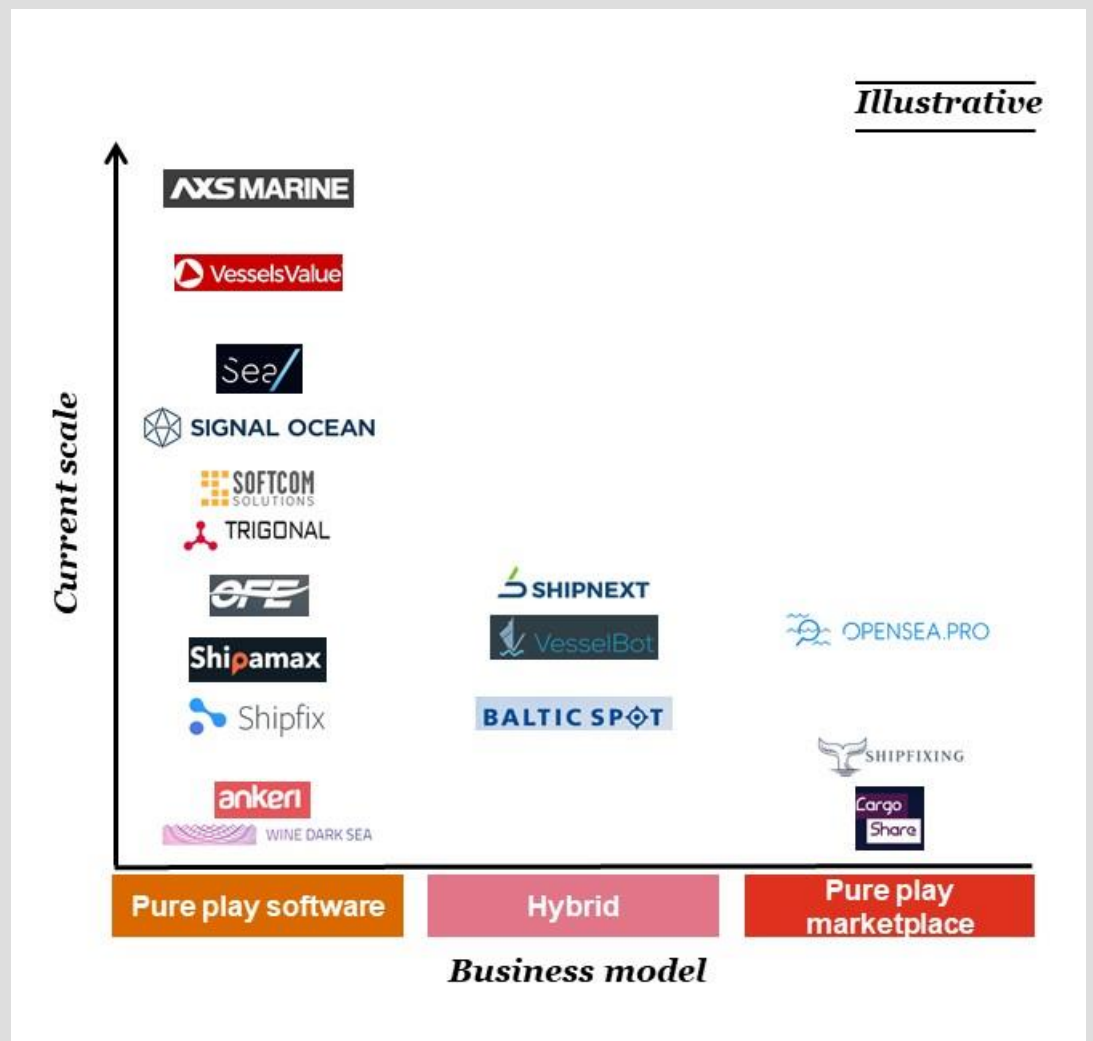 Illustrative
AXS MARINE
VesselsValue
Sea/
SIGNAL OCEAN
SOFTCOM
SOLUTIONS
TRIGONAL
OFE
SHIPNEXT
VesselBot
OPENSEA.PRO
Shipamax
Shipfix
BALTIC SPOT
SHIPFIXING
ankeri
Cargo
Share
WINE DARK SEA
Current scale
Pure play software
Hybrid
Pure play
marketplace
Business model